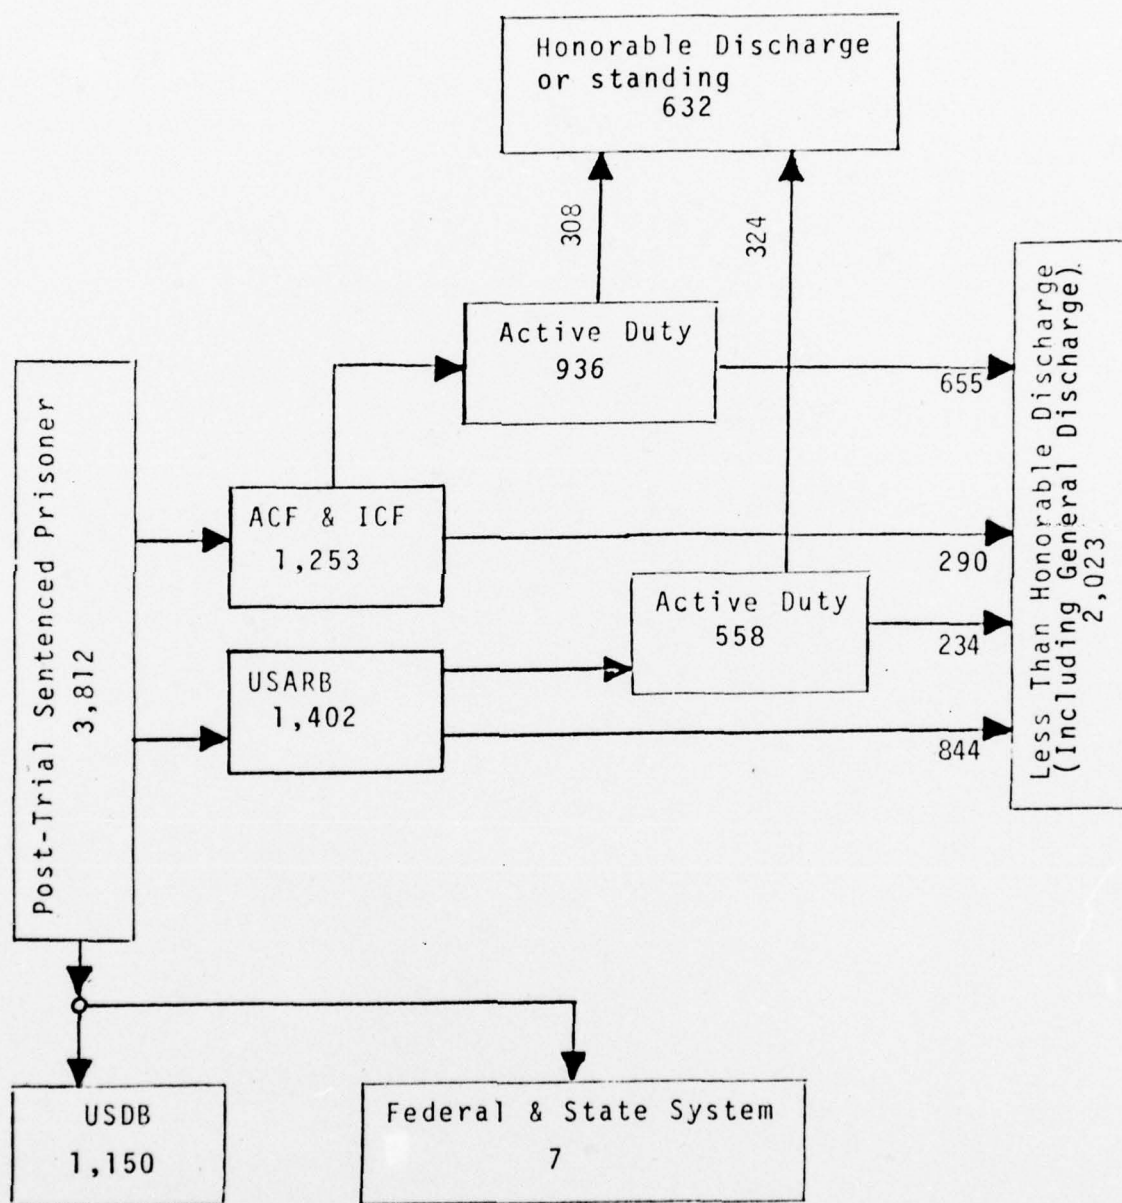 Honorable Discharge
or standing
632
308
324
Active Duty
936
655
Less Than Honorable Discharge
(Including General Discharge)
2,023
Post-Trial Sentenced Prisoner
3,812
ACF & ICF
1,253
290
Active Duty
558
234
USARB
1,402
844
USDB
1,150
Federal & State System
7